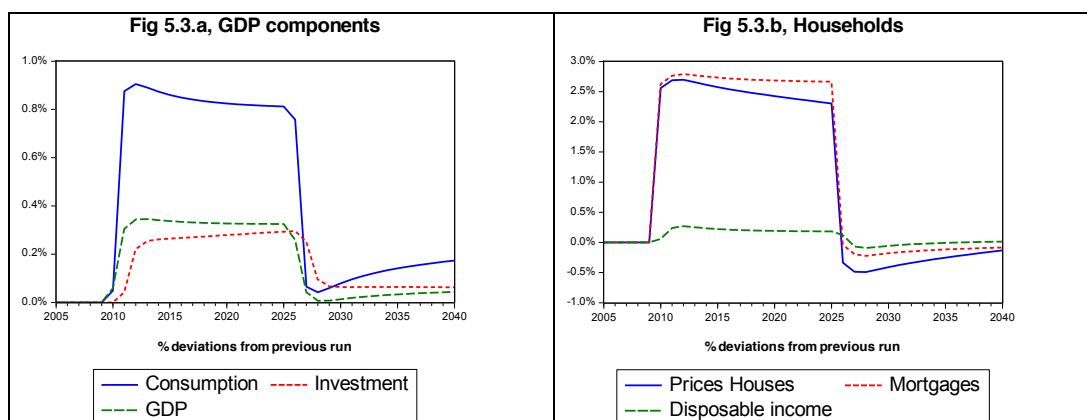 Fig 5.3.a, GDP components
1.0%
0.8%
0.6%
0.4%
0.2%
0.0%
2005 2010 2015 2020 2025 2030 2035 2040
% deviations from previous run
Consumption Investment
GDP
Fig 5.3.b, Households
3.0%
2.5%
2.0%
1.5%
1.0%
0.5%
0.0%
-0.5%
-1.0%
2005 2010 2015 2020 2025 2030 2035 2040
% deviations from previous run
Prices Houses Mortgages
Disposable income